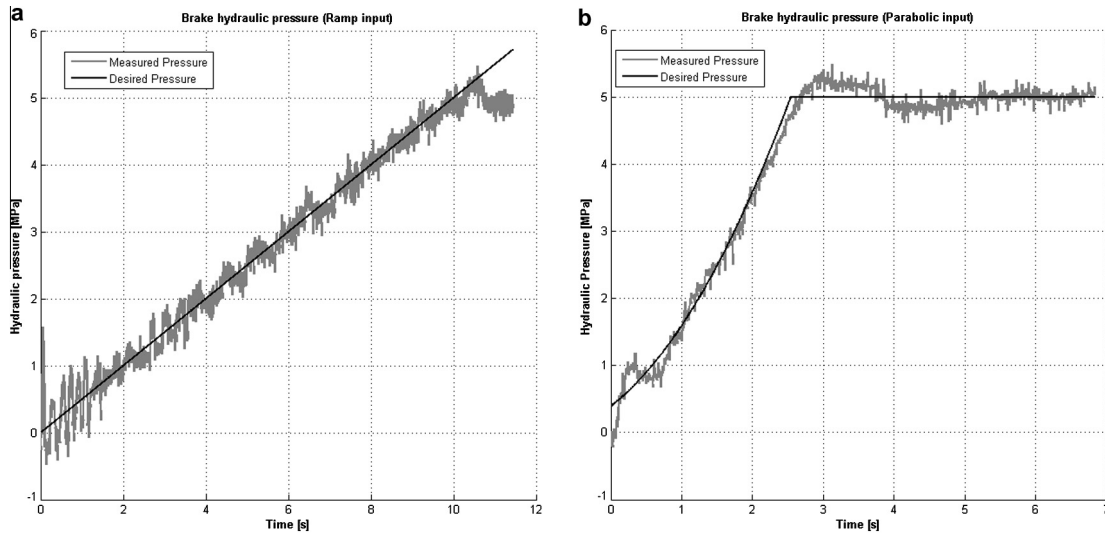 a
Brake hydraulic pressure (Ramp input)
Measured Pressure
Desired Pressure
Hydraulic pressure [MPa]
6
5
4
3
2
1
0
-1
0 2 4 6 8 10 12
Time [s]
b
Brake hydraulic pressure (Parabolic input)
Measured Pressure
Desired Pressure
Hydraulic Pressure [MPa]
6
5
4
3
2
1
0
-1
0 1 2 3 4 5 6 7
Time [s]